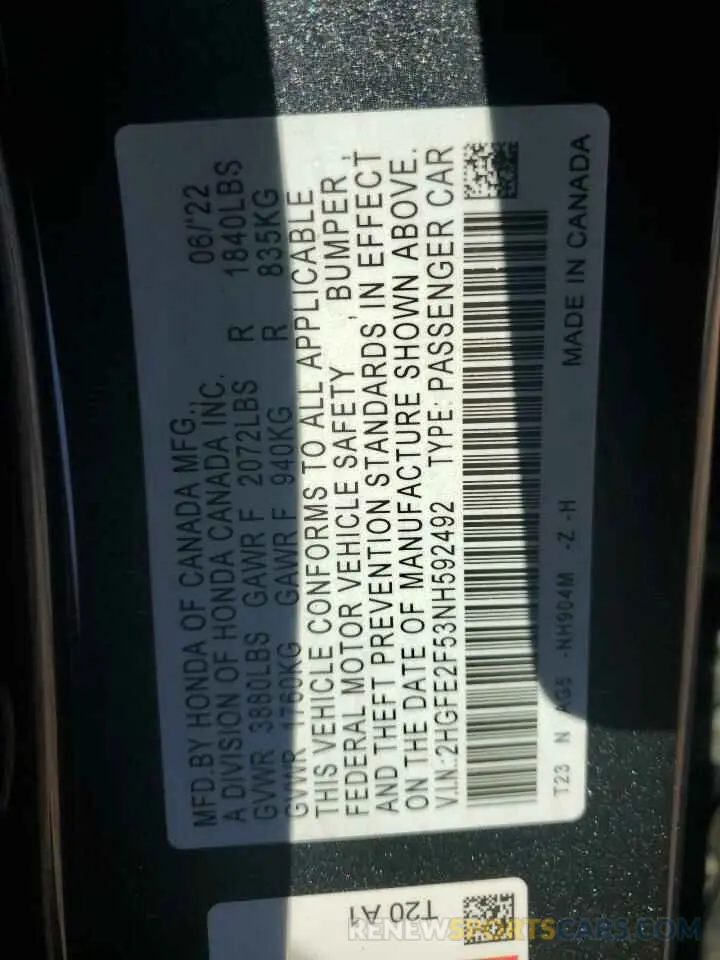 MFD.BY HONDA OF CANADA MFG., 06/'22
A DIVISION OF HONDA CANADA INC.
GVWR 3880LBS GAWR F 2072LBS R 1840LBS
GVWR 1760KG GAWR F 940KG R 835KG
THIS VEHICLE CONFORMS TO ALL APPLICABLE
FEDERAL MOTOR VEHICLE SAFETY , BUMPER ,
AND THEFT PREVENTION STANDARDS IN EFFECT
ON THE DATE OF MANUFACTURE SHOWN ABOVE.
V.I.N.:2HGFE2F53NH592492 TYPE: PASSENGER CAR
T23 N AG5 -NH904M -Z -H MADE IN CANADA
T20 A1
RENEWSPORTSCARS.COM